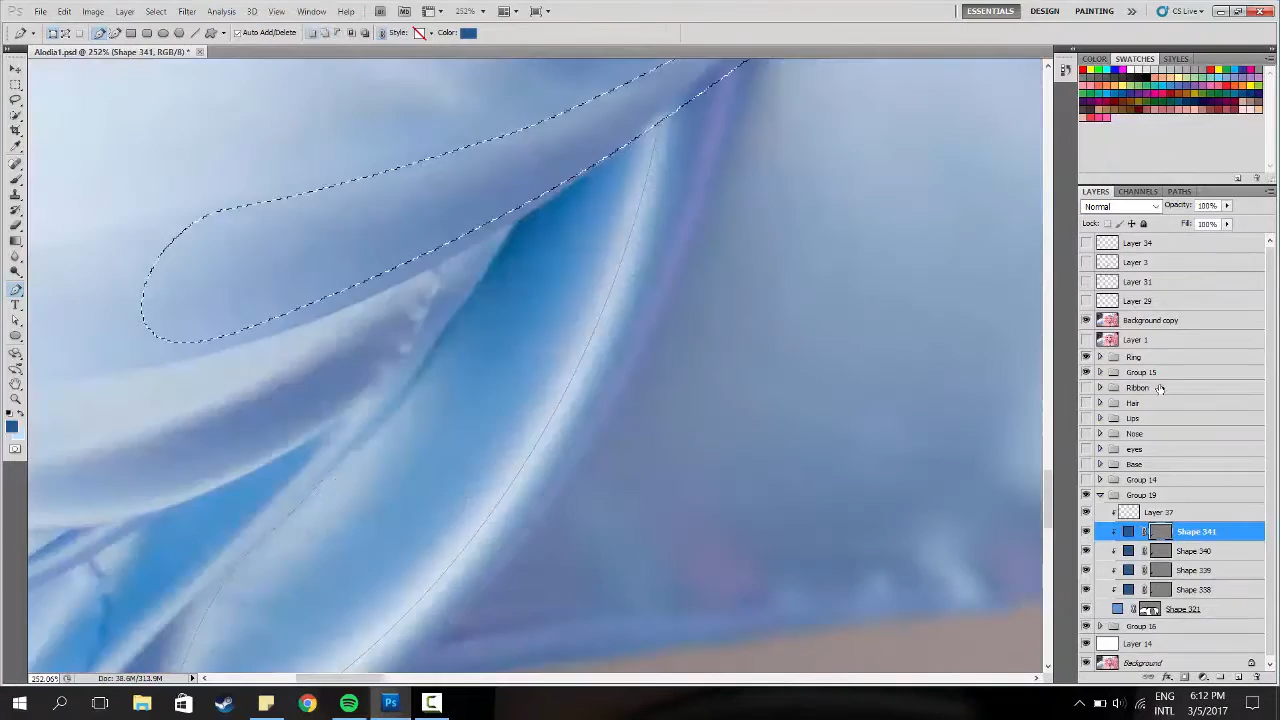 Ps File Edit Image Layer Select Filter Analysis 3D View Window Help Br Mb 252% ESSENTIALS DESIGN PAINTING CS Live
Style: Color: Auto Add/Delete
Alodia1.psd @ 252% (Shape 341, RGB/8) *
COLOR SWATCHES STYLES
LAYERS CHANNELS PATHS
Normal Opacity: 100%
Lock: Fill: 100%
Layer 34
Layer 3
Layer 31
Layer 29
Background copy
Layer 1
Ring
Group 15
Ribbon
Hair
Lips
Nose
eyes
Base
Group 14
Group 19
Layer 37
Shape 341
Shape 340
Shape 339
Shape 338
Shape 321
Group 16
Layer 14
Background
252.06% Doc: 38.6M/313.9M
ENG
INTL
6:12 PM
3/5/2017